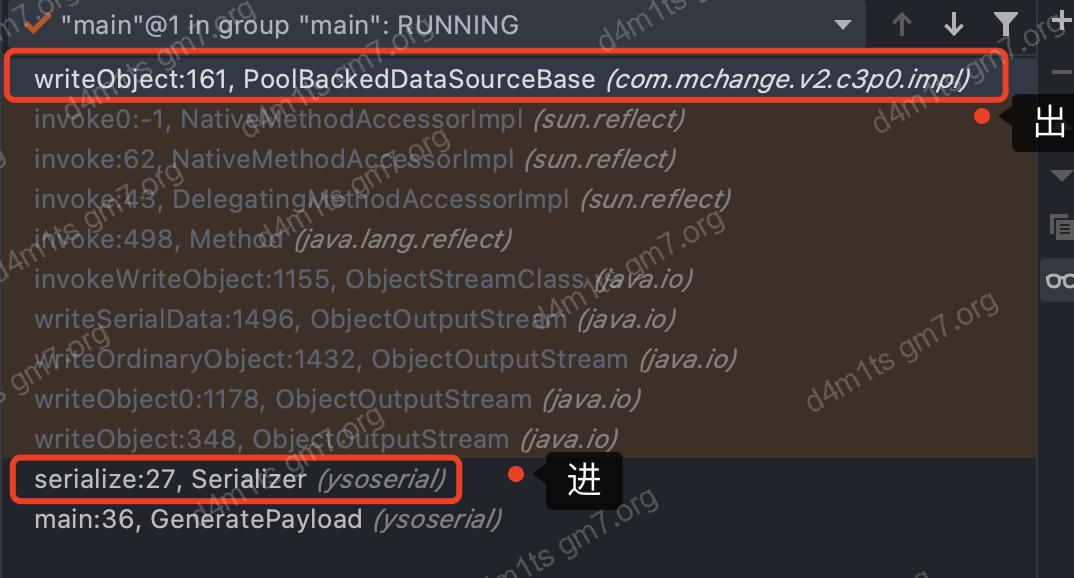 "main"@1 in group "main": RUNNING
writeObject:161, PoolBackedDataSourceBase (com.mchange.v2.c3p0.impl)
invoke0:-1, NativeMethodAccessorImpl (sun.reflect)
出
invoke:62, NativeMethodAccessorImpl (sun.reflect)
invoke:43, DelegatingMethodAccessorImpl (sun.reflect)
invoke:498, Method (java.lang.reflect)
invokeWriteObject:1155, ObjectStreamClass (java.io)
writeSerialData:1496, ObjectOutputStream (java.io)
writeOrdinaryObject:1432, ObjectOutputStream (java.io)
writeObject0:1178, ObjectOutputStream (java.io)
writeObject:348, ObjectOutputStream (java.io)
serialize:27, Serializer (ysoserial)
进
main:36, GeneratePayload (ysoserial)
d4m1ts gm7.org